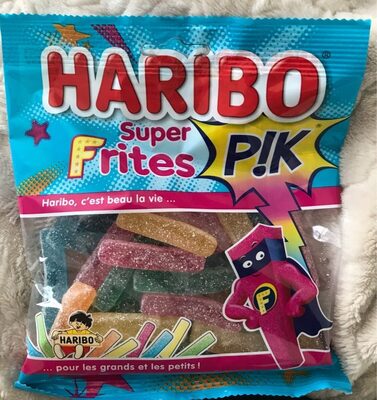 HARIBO
Super
Frites
P!K
Haribo, c'est beau la vie ...
F
HARIBO
... pour les grands et les petits !